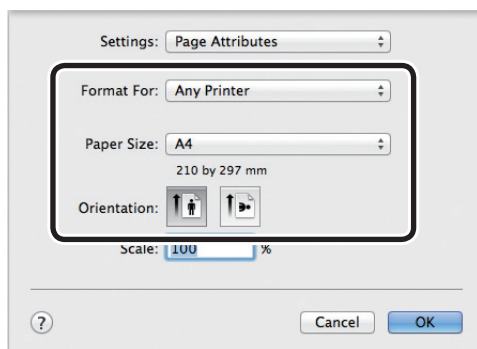 Settings: Page Attributes
Format For: Any Printer
Paper Size: A4
210 by 297 mm
Orientation:
Scale: 100 %
? Cancel OK